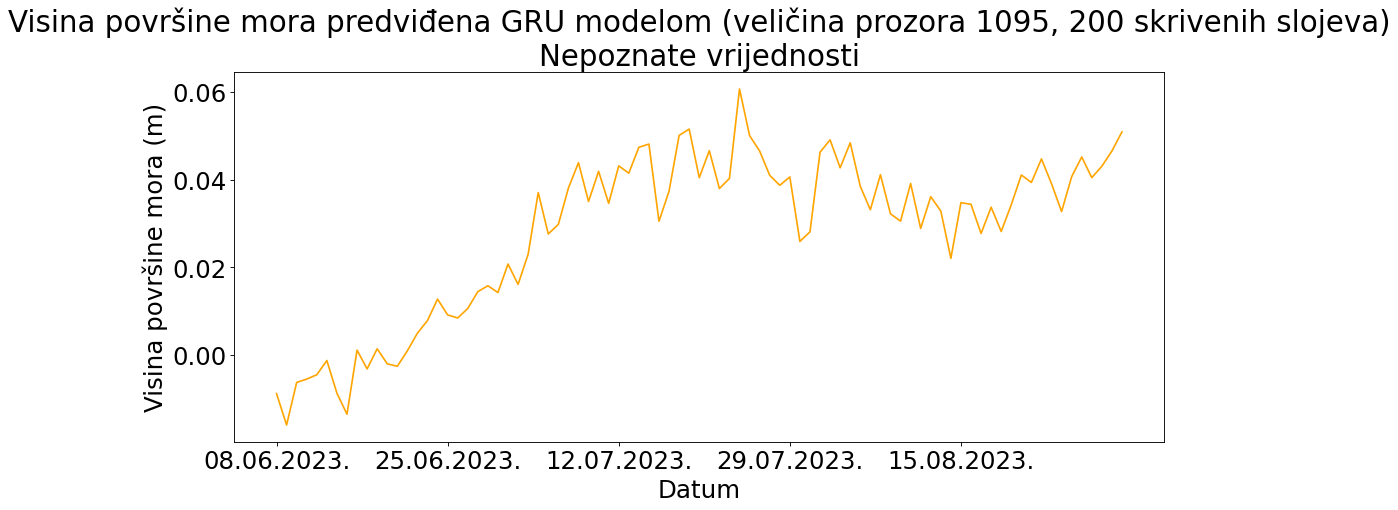 Visina površine mora predviđena GRU modelom (veličina prozora 1095, 200 skrivenih slojeva)
Nepoznate vrijednosti
Visina površine mora (m)
0.06
0.04
0.02
0.00
08.06.2023. 25.06.2023. 12.07.2023. 29.07.2023. 15.08.2023.
Datum